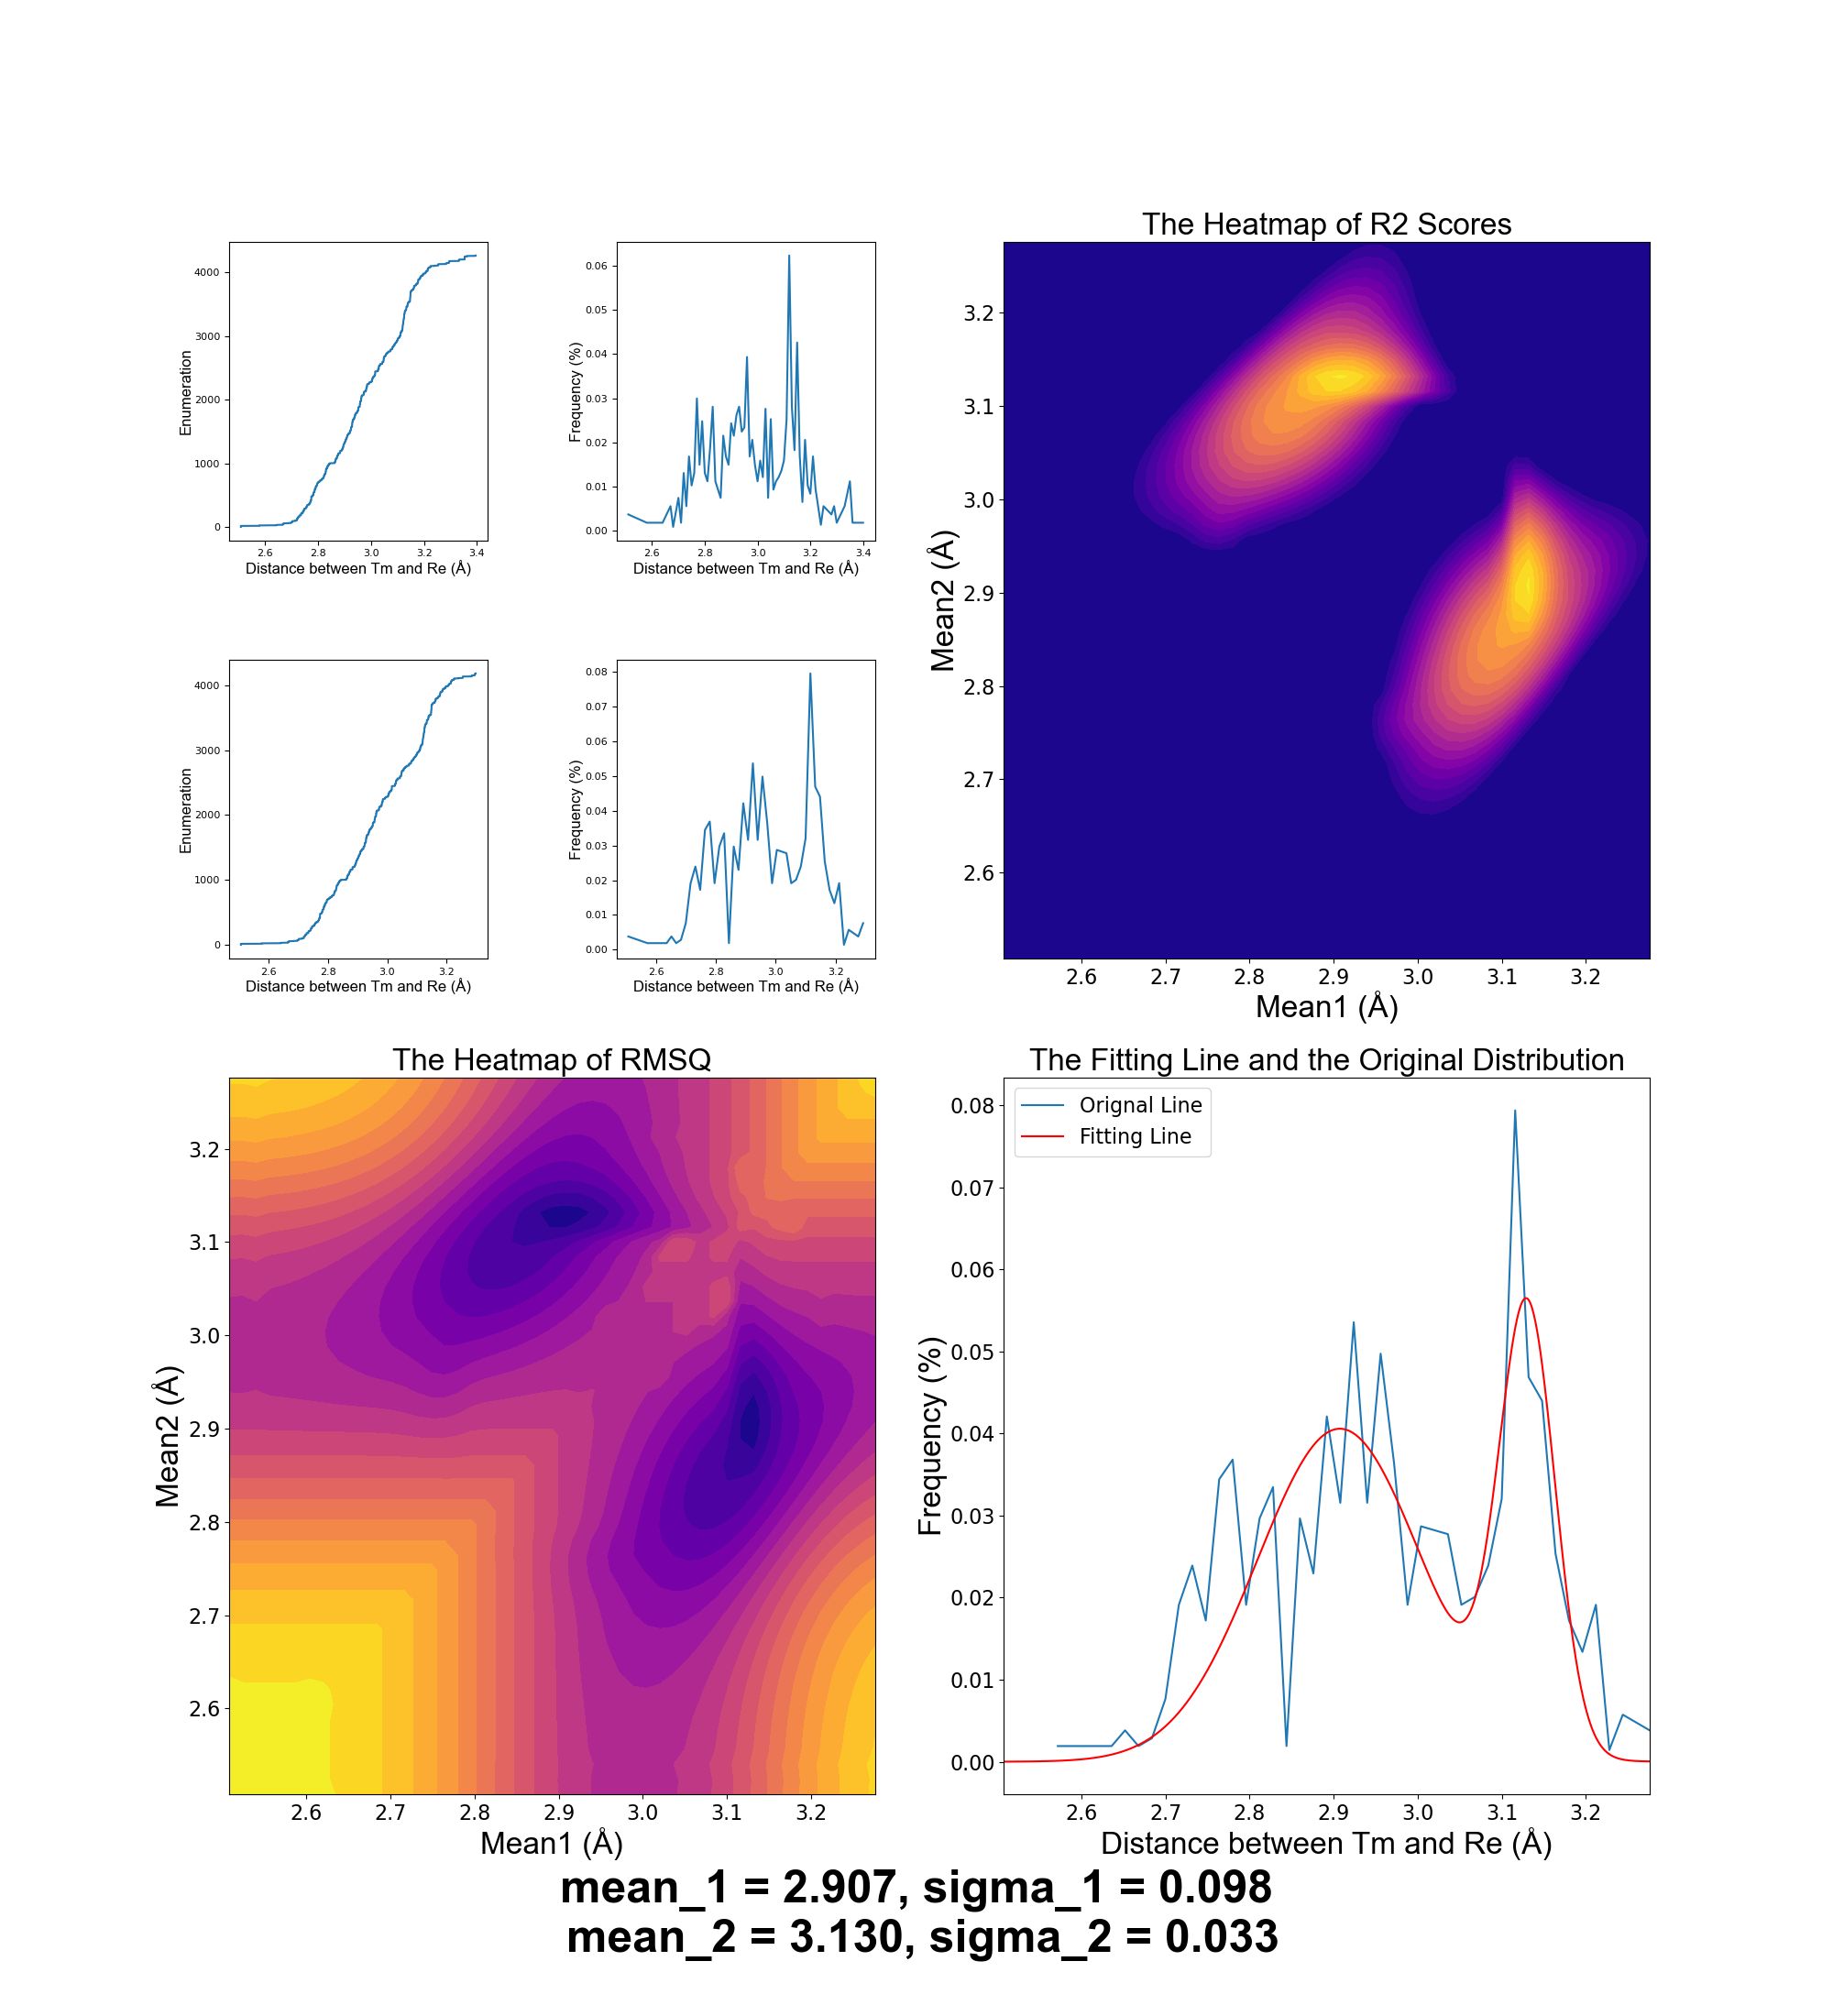 Enumeration
4000
3000
2000
1000
0
2.6 2.8 3.0 3.2 3.4
Distance between Tm and Re (Å)
Frequency (%)
0.06
0.05
0.04
0.03
0.02
0.01
0.00
2.6 2.8 3.0 3.2 3.4
Distance between Tm and Re (Å)
Enumeration
4000
3000
2000
1000
0
2.6 2.8 3.0 3.2
Distance between Tm and Re (Å)
Frequency (%)
0.08
0.07
0.06
0.05
0.04
0.03
0.02
0.01
0.00
2.6 2.8 3.0 3.2
Distance between Tm and Re (Å)
The Heatmap of R2 Scores
Mean2 (Å)
3.2
3.1
3.0
2.9
2.8
2.7
2.6
2.6 2.7 2.8 2.9 3.0 3.1 3.2
Mean1 (Å)
The Heatmap of RMSQ
Mean2 (Å)
3.2
3.1
3.0
2.9
2.8
2.7
2.6
2.6 2.7 2.8 2.9 3.0 3.1 3.2
Mean1 (Å)
The Fitting Line and the Original Distribution
Orignal Line
Fitting Line
Frequency (%)
0.08
0.07
0.06
0.05
0.04
0.03
0.02
0.01
0.00
2.6 2.7 2.8 2.9 3.0 3.1 3.2
Distance between Tm and Re (Å)
mean_1 = 2.907, sigma_1 = 0.098
mean_2 = 3.130, sigma_2 = 0.033